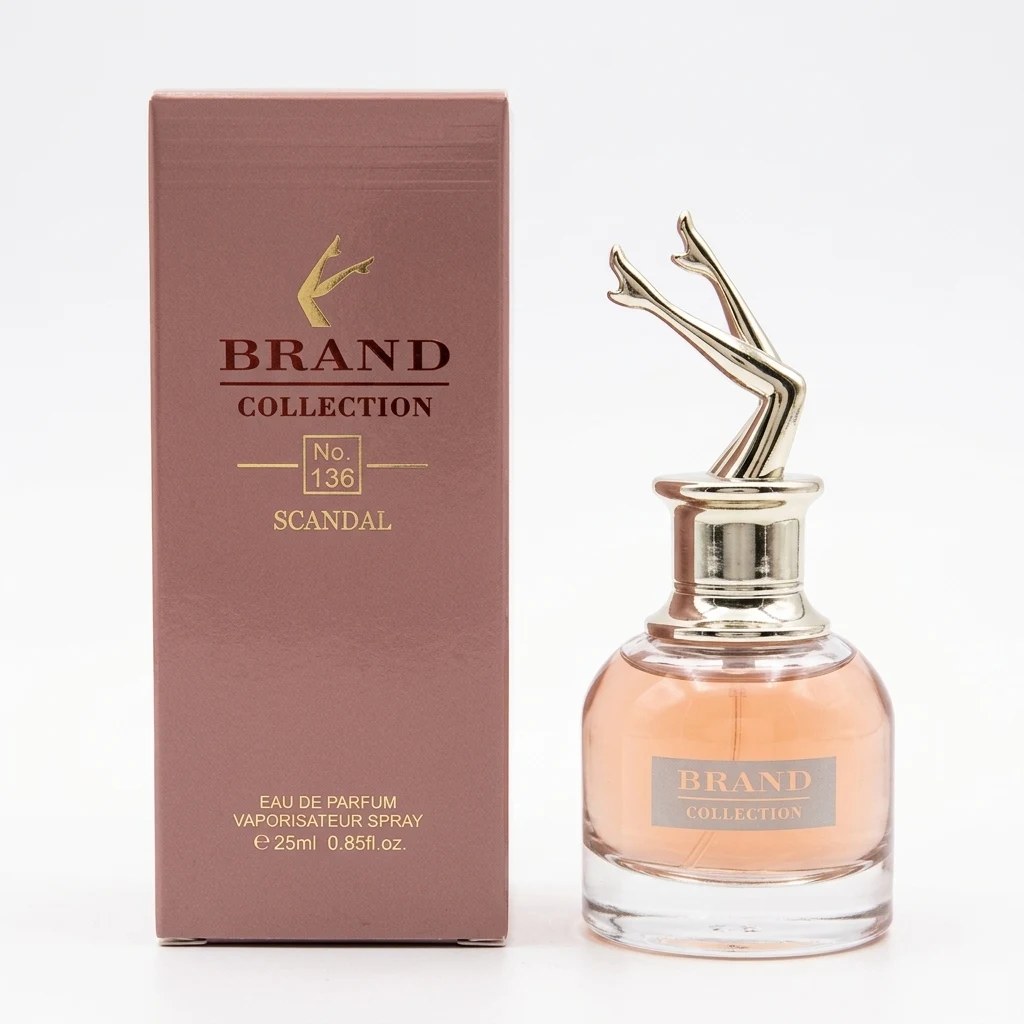 BRAND
COLLECTION
No.
136
SCANDAL
EAU DE PARFUM
VAPORISATEUR SPRAY
℮ 25ml 0.85fl.oz.
BRAND
COLLECTION